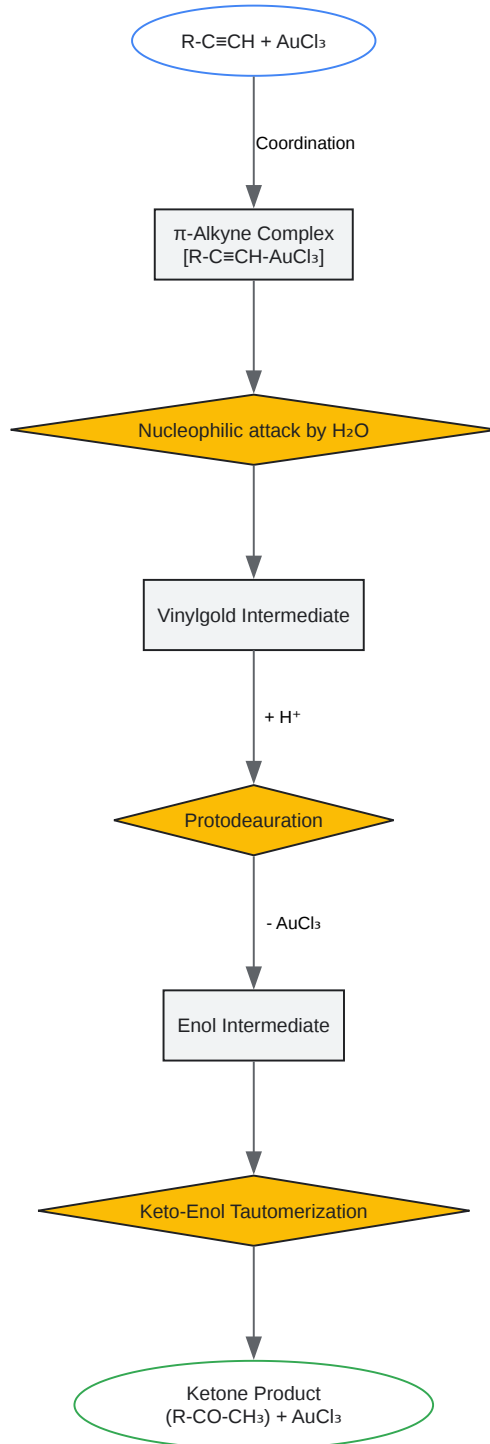 R-C≡CH + AuCl₃
Coordination
π-Alkyne Complex
[R-C≡CH-AuCl₃]
Nucleophilic attack by H₂O
Vinylgold Intermediate
+ H⁺
Protodeauration
- AuCl₃
Enol Intermediate
Keto-Enol Tautomerization
Ketone Product
(R-CO-CH₃) + AuCl₃